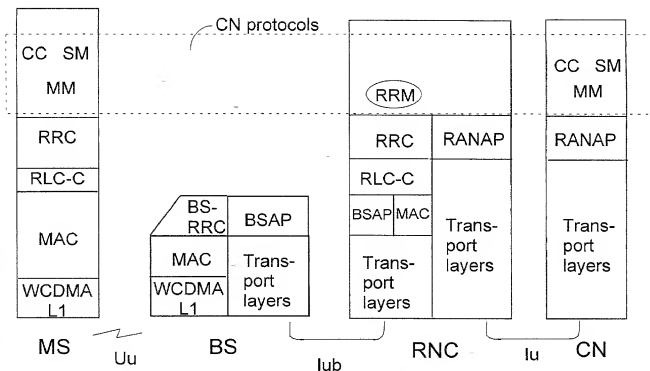 CN protocols
CC SM
MM
RRC
RLC-C
MAC
WCDMA
L1
MS
Uu
BS-
RRC
BSAP
MAC
WCDMA
L1
Trans-
port
layers
BS
Iub
RRM
RRC
RANAP
RLC-C
BSAP
MAC
Trans-
port
layers
Trans-
port
layers
RNC
Iu
CC SM
MM
RANAP
Trans-
port
layers
CN